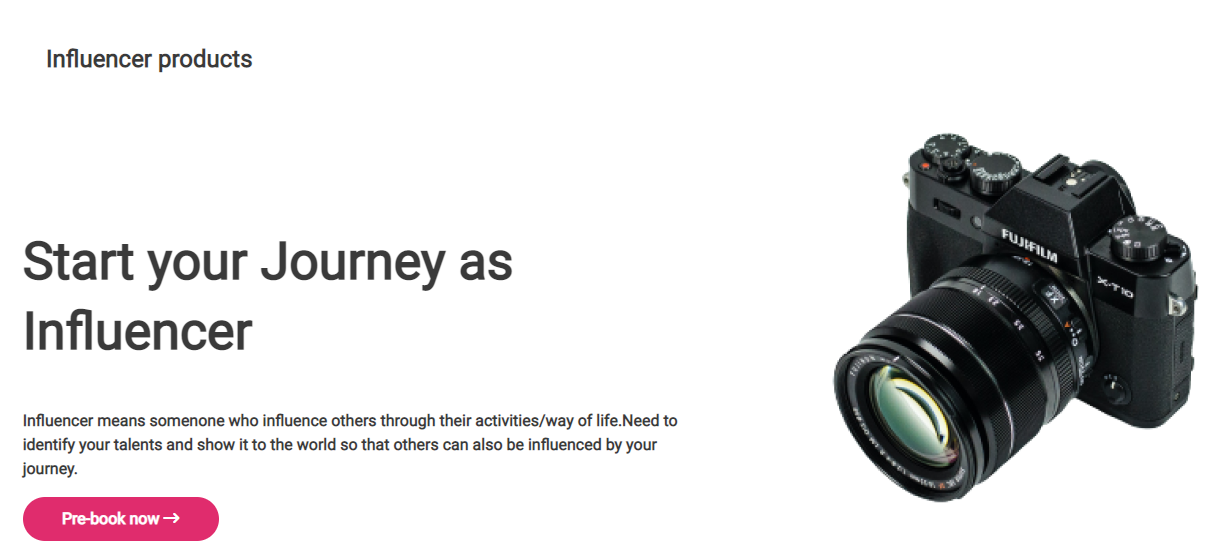 Influencer products
Start your Journey as
Influencer
Influencer means somenone who influence others through their activities/way of life.Need to
identify your talents and show it to the world so that others can also be influenced by your
journey.
Pre-book now →
FUJIFILM
X-T10
XF